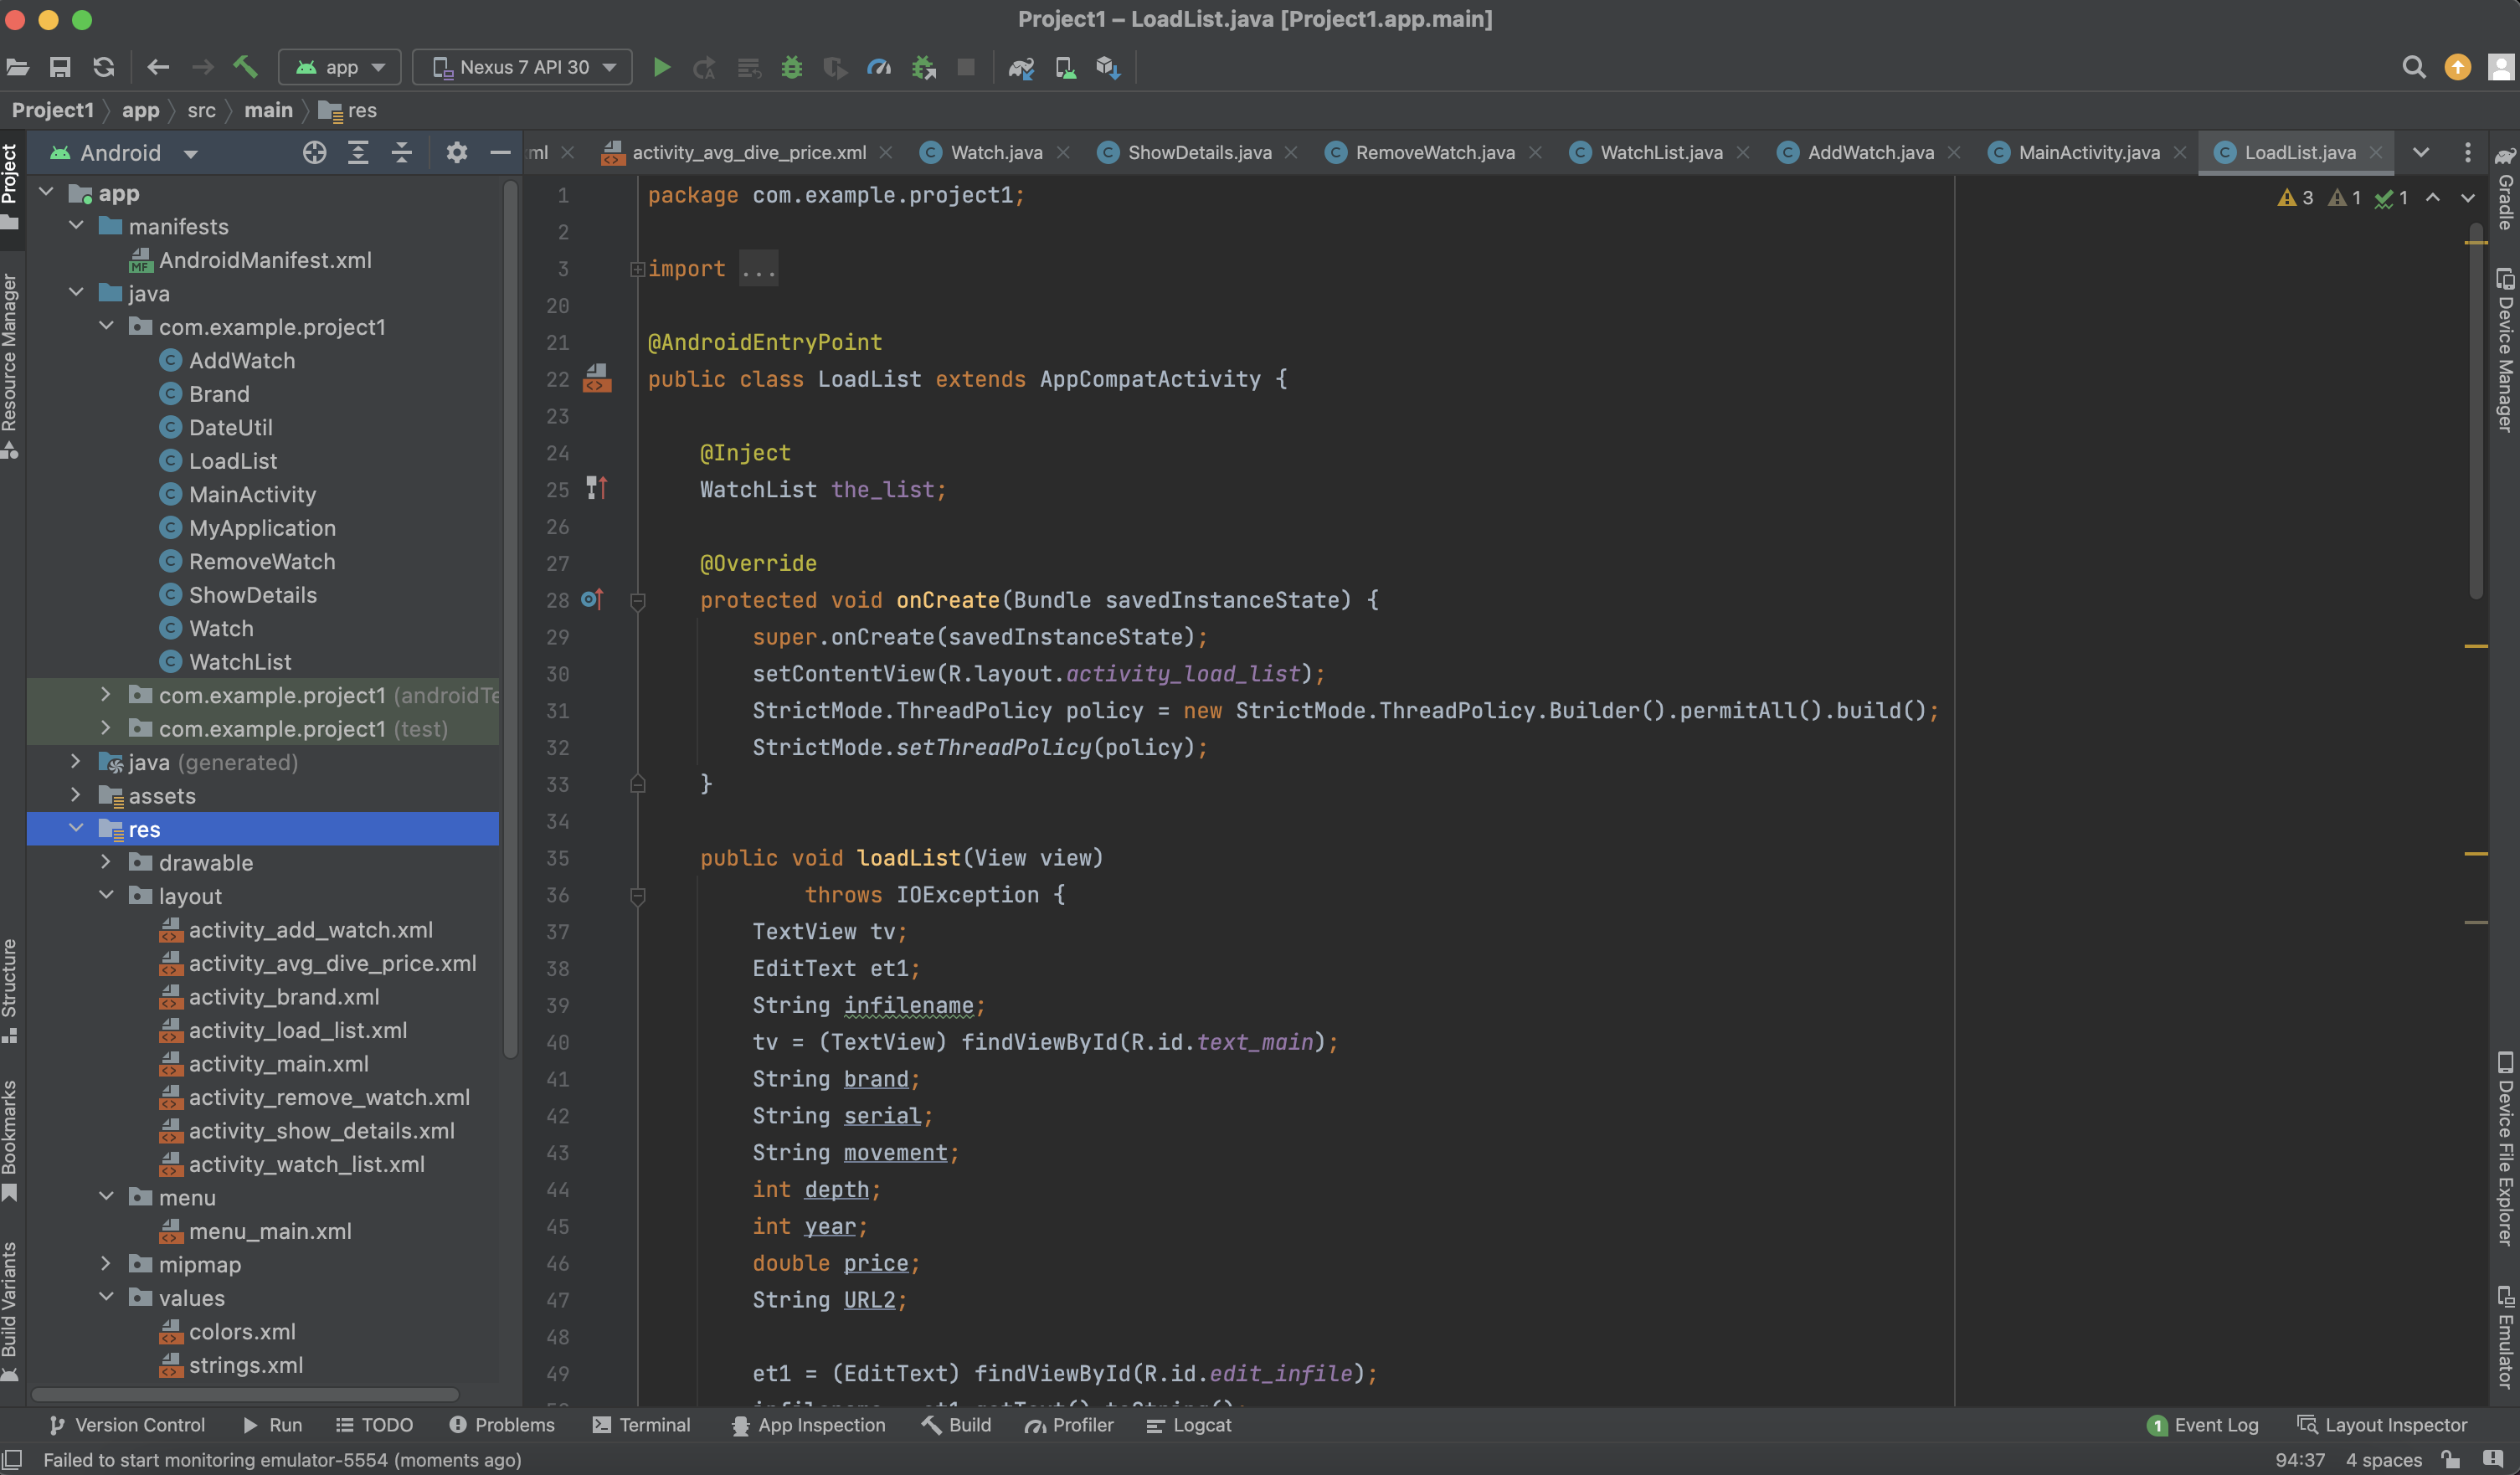 Project1 – LoadList.java [Project1.app.main]
app
Nexus 7 API 30
Project1 app src main res
Project
Resource Manager
Structure
Bookmarks
Build Variants
Android
app
manifests
AndroidManifest.xml
java
com.example.project1
AddWatch
Brand
DateUtil
LoadList
MainActivity
MyApplication
RemoveWatch
ShowDetails
Watch
WatchList
com.example.project1 (androidTe
com.example.project1 (test)
java (generated)
assets
res
drawable
layout
activity_add_watch.xml
activity_avg_dive_price.xml
activity_brand.xml
activity_load_list.xml
activity_main.xml
activity_remove_watch.xml
activity_show_details.xml
activity_watch_list.xml
menu
menu_main.xml
mipmap
values
colors.xml
strings.xml
ml activity_avg_dive_price.xml Watch.java ShowDetails.java RemoveWatch.java WatchList.java AddWatch.java MainActivity.java LoadList.java
3 1 1
1 package com.example.project1;
2
3 import ...
20
21 @AndroidEntryPoint
22 public class LoadList extends AppCompatActivity {
23
24 @Inject
25 WatchList the_list;
26
27 @Override
28 protected void onCreate(Bundle savedInstanceState) {
29 super.onCreate(savedInstanceState);
30 setContentView(R.layout.activity_load_list);
31 StrictMode.ThreadPolicy policy = new StrictMode.ThreadPolicy.Builder().permitAll().build();
32 StrictMode.setThreadPolicy(policy);
33 }
34
35 public void loadList(View view)
36 throws IOException {
37 TextView tv;
38 EditText et1;
39 String infilename;
40 tv = (TextView) findViewById(R.id.text_main);
41 String brand;
42 String serial;
43 String movement;
44 int depth;
45 int year;
46 double price;
47 String URL2;
48
49 et1 = (EditText) findViewById(R.id.edit_infile);
Gradle
Device Manager
Device File Explorer
Emulator
Version Control Run TODO Problems Terminal App Inspection Build Profiler Logcat
1 Event Log Layout Inspector
Failed to start monitoring emulator-5554 (moments ago)
94:37 4 spaces